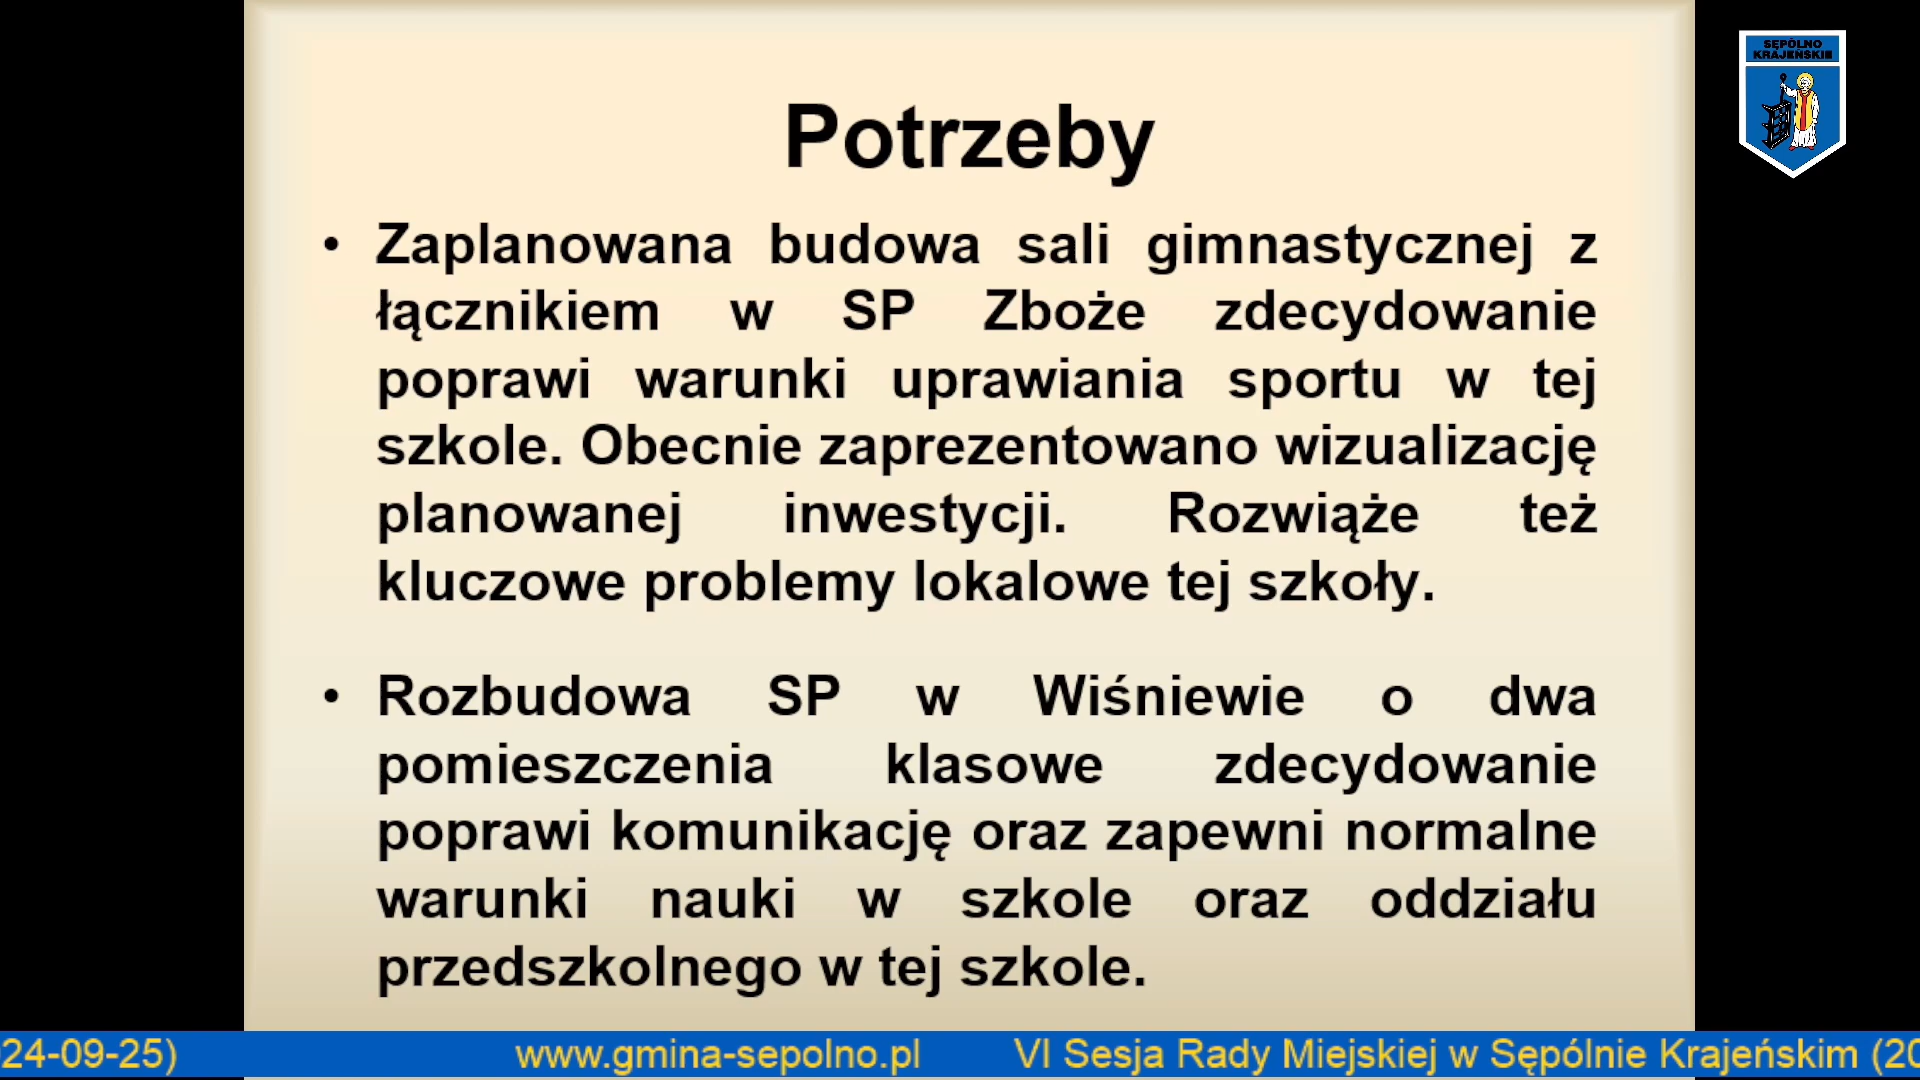 SĘPÓLNO
KRAJEŃSKIE
Potrzeby
• Zaplanowana budowa sali gimnastycznej z
łącznikiem w SP Zboże zdecydowanie
poprawi warunki uprawiania sportu w tej
szkole. Obecnie zaprezentowano wizualizację
planowanej inwestycji. Rozwiąże też
kluczowe problemy lokalowe tej szkoły.
• Rozbudowa SP w Wiśniewie o dwa
pomieszczenia klasowe zdecydowanie
poprawi komunikację oraz zapewni normalne
warunki nauki w szkole oraz oddziału
przedszkolnego w tej szkole.
24-09-25) www.gmina-sepolno.pl VI Sesja Rady Miejskiej w Sępólnie Krajeńskim (20